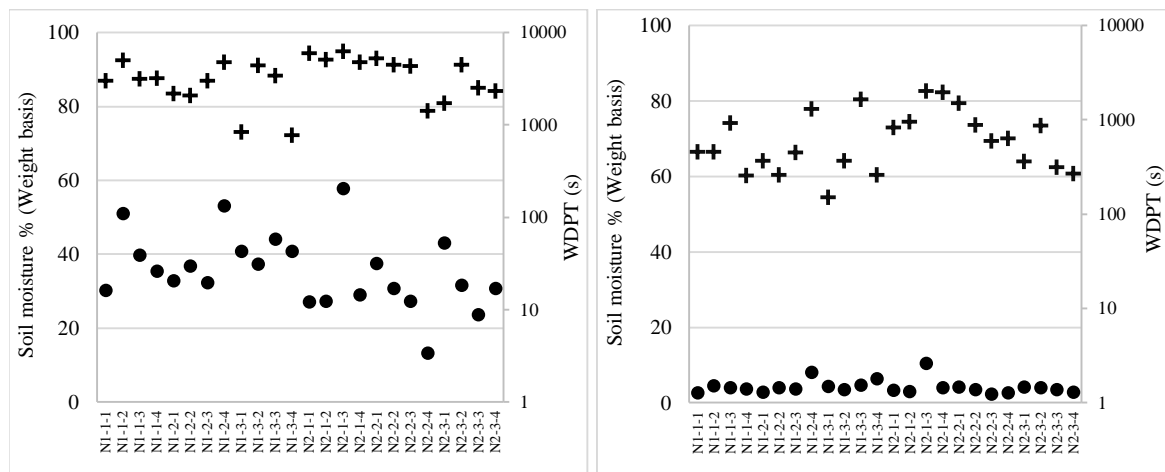 Soil moisture % (Weight basis)
100
80
60
40
20
0
10000
1000
100
10
1
WDPT (s)
N1-1-1
N1-1-2
N1-1-3
N1-1-4
N1-2-1
N1-2-2
N1-2-3
N1-2-4
N1-3-1
N1-3-2
N1-3-3
N1-3-4
N2-1-1
N2-1-2
N2-1-3
N2-1-4
N2-2-1
N2-2-2
N2-2-3
N2-2-4
N2-3-1
N2-3-2
N2-3-3
N2-3-4
Soil moisture % (Weight basis)
100
80
60
40
20
0
10000
1000
100
10
1
WDPT (s)
N1-1-1
N1-1-2
N1-1-3
N1-1-4
N1-2-1
N1-2-2
N1-2-3
N1-2-4
N1-3-1
N1-3-2
N1-3-3
N1-3-4
N2-1-1
N2-1-2
N2-1-3
N2-1-4
N2-2-1
N2-2-2
N2-2-3
N2-2-4
N2-3-1
N2-3-2
N2-3-3
N2-3-4